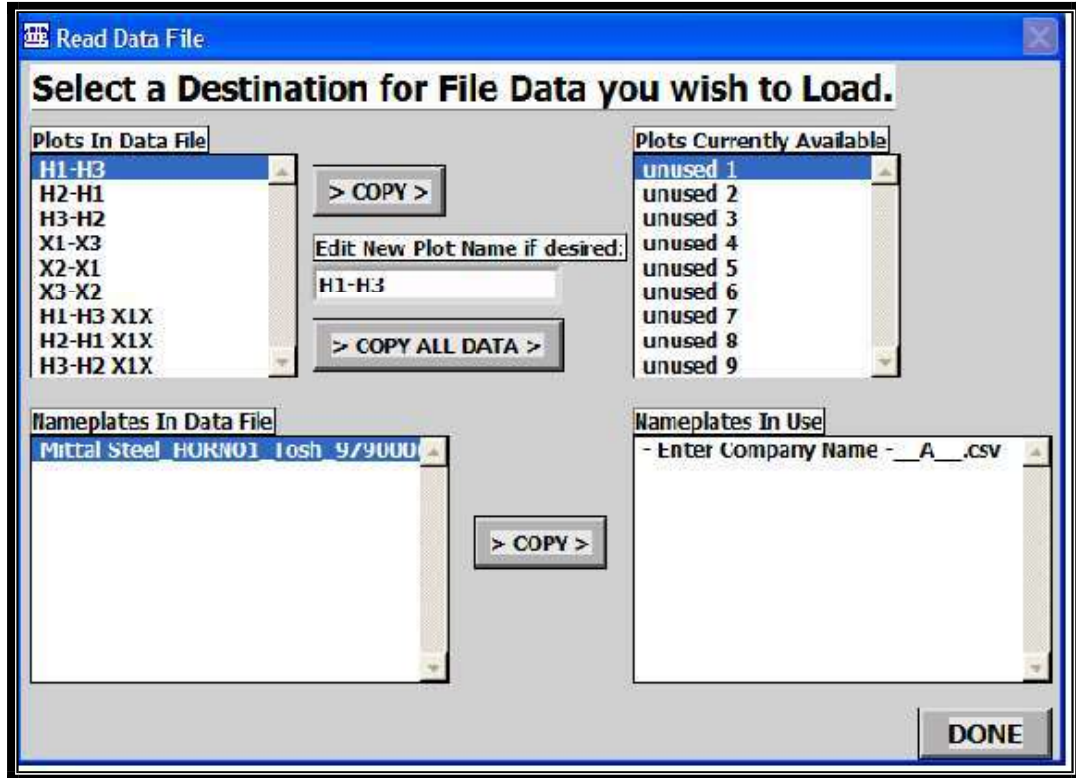 Read Data File
Select a Destination for File Data you wish to Load.
Plots In Data File
H1-H3
H2-H1
H3-H2
X1-X3
X2-X1
X3-X2
H1-H3 X1X
H2-H1 X1X
H3-H2 X1X
> COPY >
Edit New Plot Name if desired:
H1-H3
> COPY ALL DATA >
Plots Currently Available
unused 1
unused 2
unused 3
unused 4
unused 5
unused 6
unused 7
unused 8
unused 9
Nameplates In Data File
Mittal Steel_HORNO1_Tosh_
> COPY >
Nameplates In Use
- Enter Company Name -__A__.csv
DONE